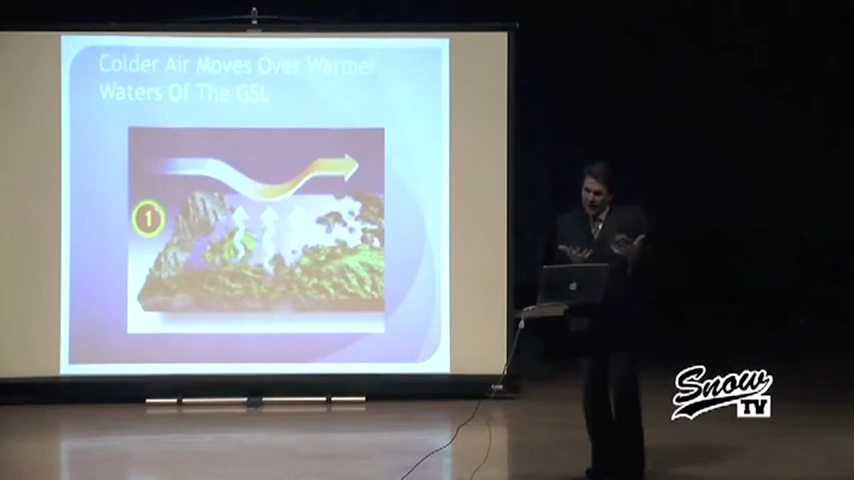 Colder Air Moves Over Warmer
Waters Of The GSL
1
Snow
TV